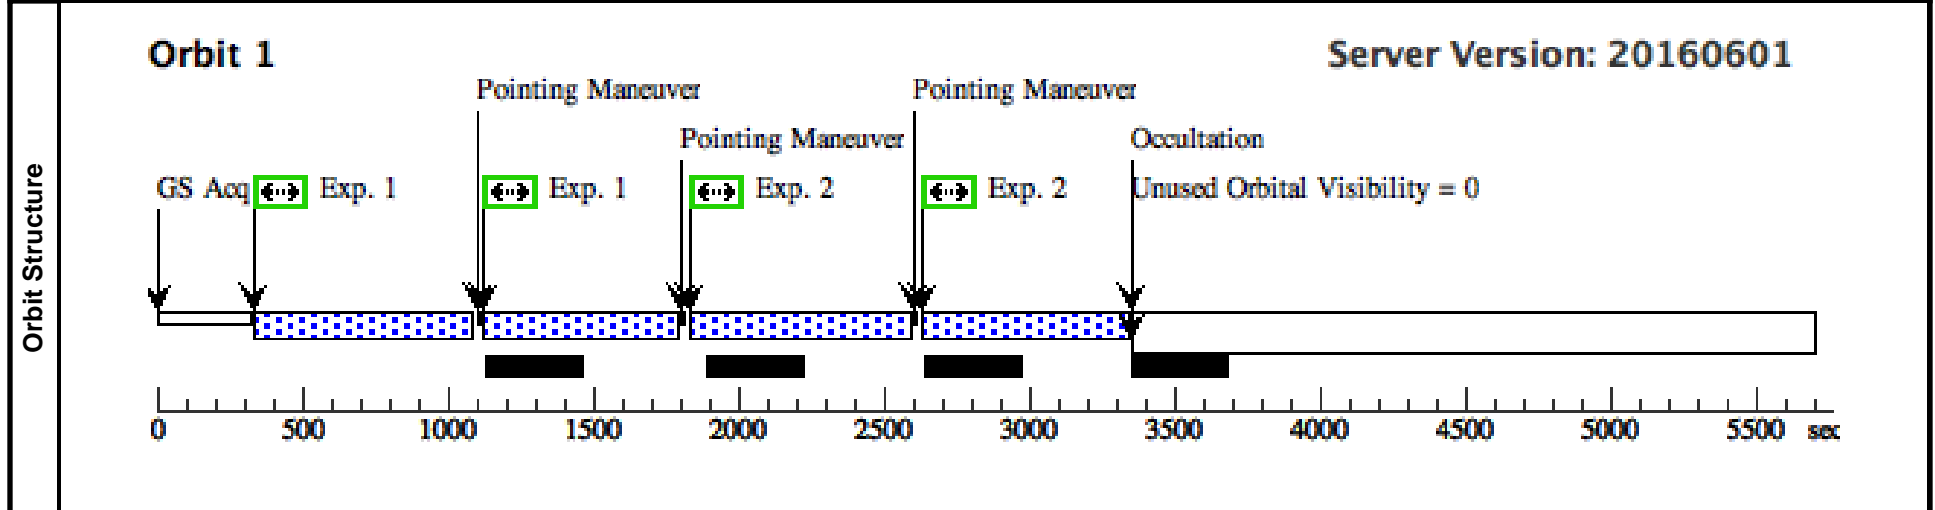 Orbit Structure
Orbit 1
Server Version: 20160601
Pointing Maneuver
Pointing Maneuver
Pointing Maneuver
Occultation
GS Acq
Exp. 1
Exp. 1
Exp. 2
Exp. 2
Unused Orbital Visibility = 0
0 500 1000 1500 2000 2500 3000 3500 4000 4500 5000 5500 sec